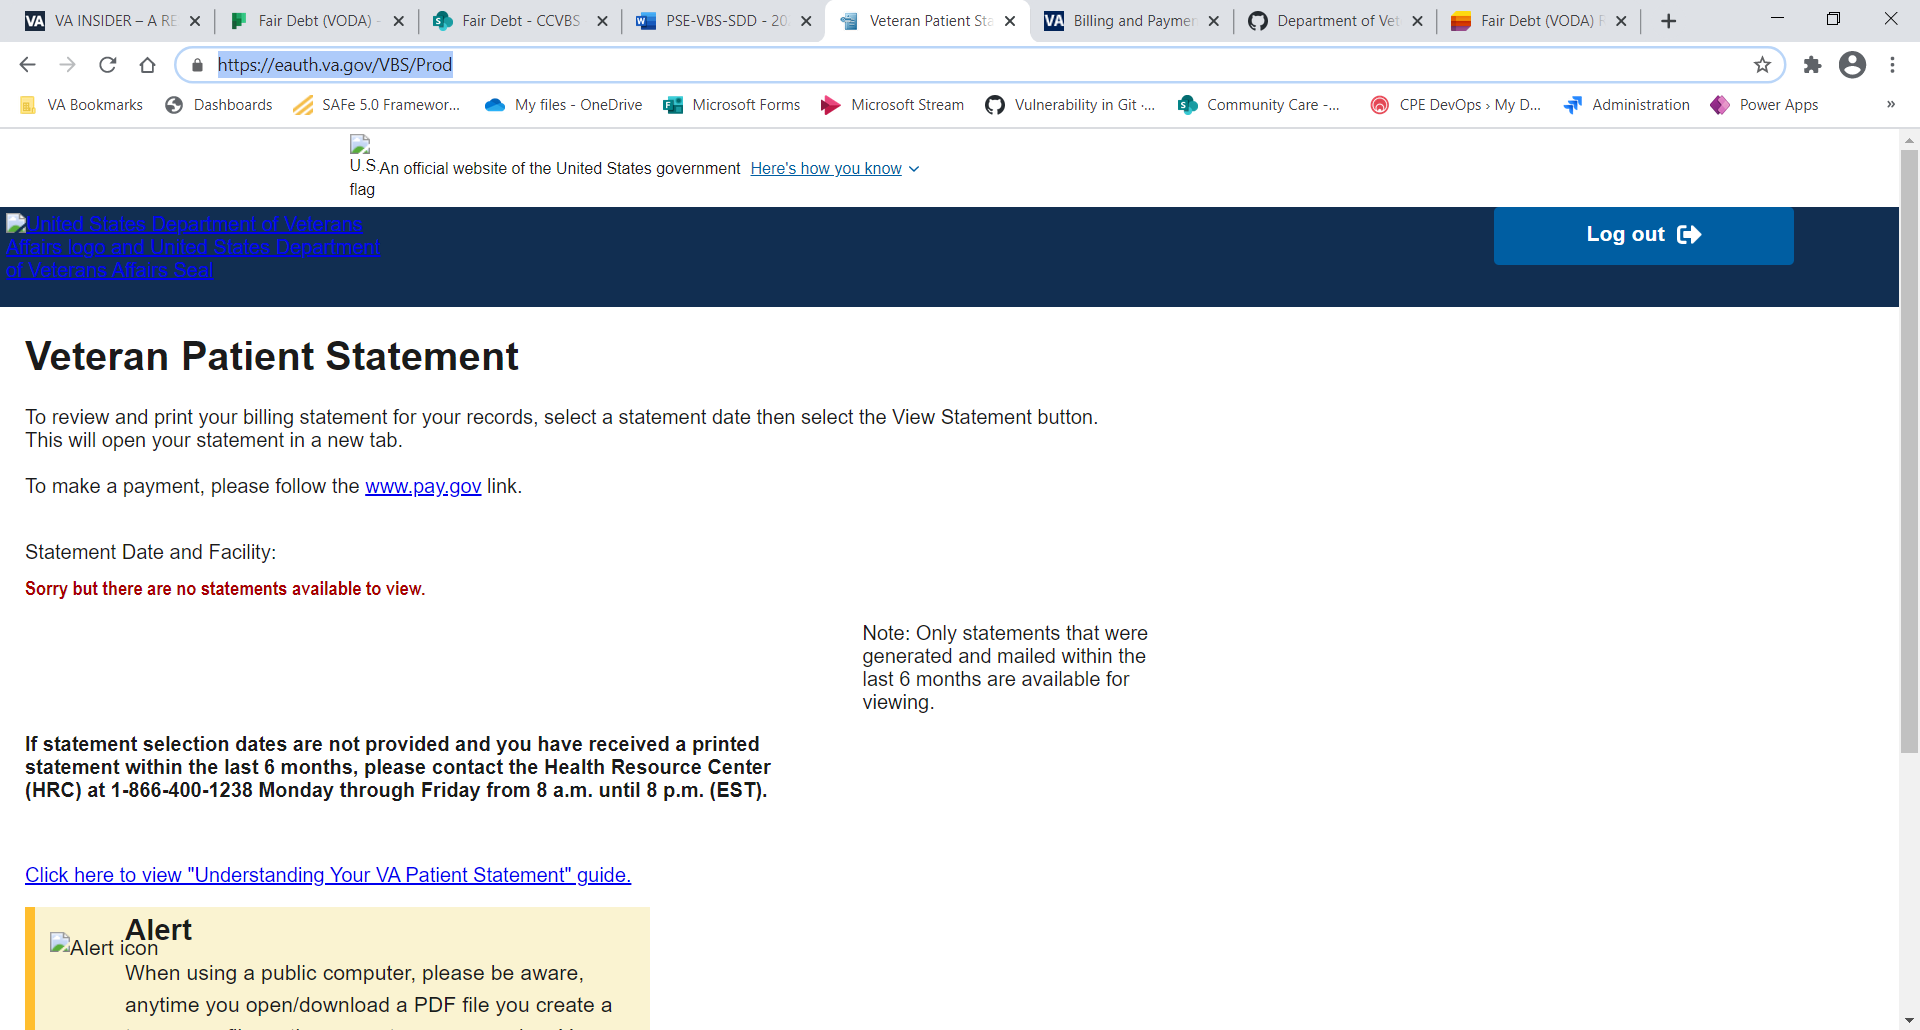 VA INSIDER – A RE
Fair Debt (VODA) -
Fair Debt - CCVBS
PSE-VBS-SDD - 20
Veteran Patient Sta
VA Billing and Paymen
Department of Vet
Fair Debt (VODA) F
https://eauth.va.gov/VBS/Prod
VA Bookmarks
Dashboards
SAFe 5.0 Framewor...
My files - OneDrive
Microsoft Forms
Microsoft Stream
Vulnerability in Git ·...
Community Care -...
CPE DevOps › My D...
Administration
Power Apps
»
U.S. flag
An official website of the United States government Here's how you know
United States Department of Veterans
Affairs logo and United States Department
of Veterans Affairs Seal
Log out
Veteran Patient Statement
To review and print your billing statement for your records, select a statement date then select the View Statement button.
This will open your statement in a new tab.
To make a payment, please follow the www.pay.gov link.
Statement Date and Facility:
Sorry but there are no statements available to view.
Note: Only statements that were
generated and mailed within the
last 6 months are available for
viewing.
If statement selection dates are not provided and you have received a printed
statement within the last 6 months, please contact the Health Resource Center
(HRC) at 1-866-400-1238 Monday through Friday from 8 a.m. until 8 p.m. (EST).
Click here to view "Understanding Your VA Patient Statement" guide.
Alert
Alert icon
When using a public computer, please be aware,
anytime you open/download a PDF file you create a